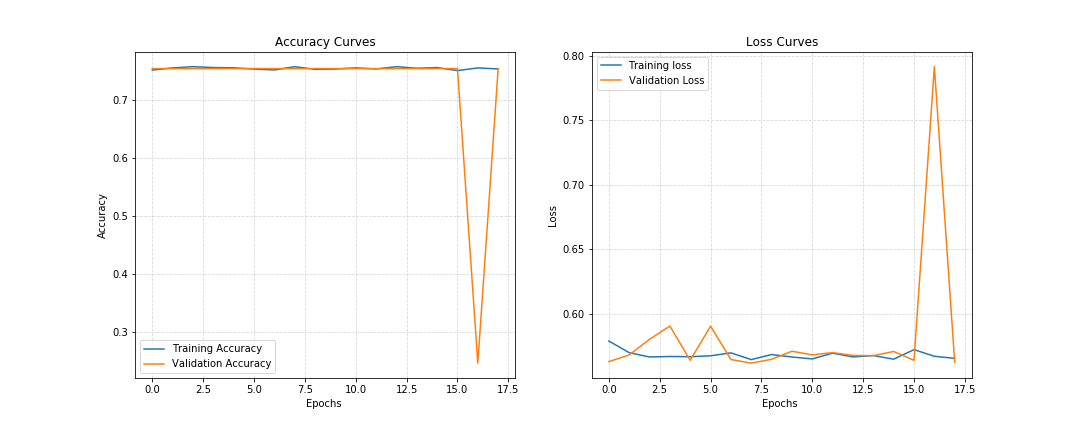 Accuracy Curves
Accuracy
0.7
0.6
0.5
0.4
0.3
Training Accuracy
Validation Accuracy
0.0 2.5 5.0 7.5 10.0 12.5 15.0 17.5
Epochs
Loss Curves
Loss
0.80
0.75
0.70
0.65
0.60
Training loss
Validation Loss
0.0 2.5 5.0 7.5 10.0 12.5 15.0 17.5
Epochs